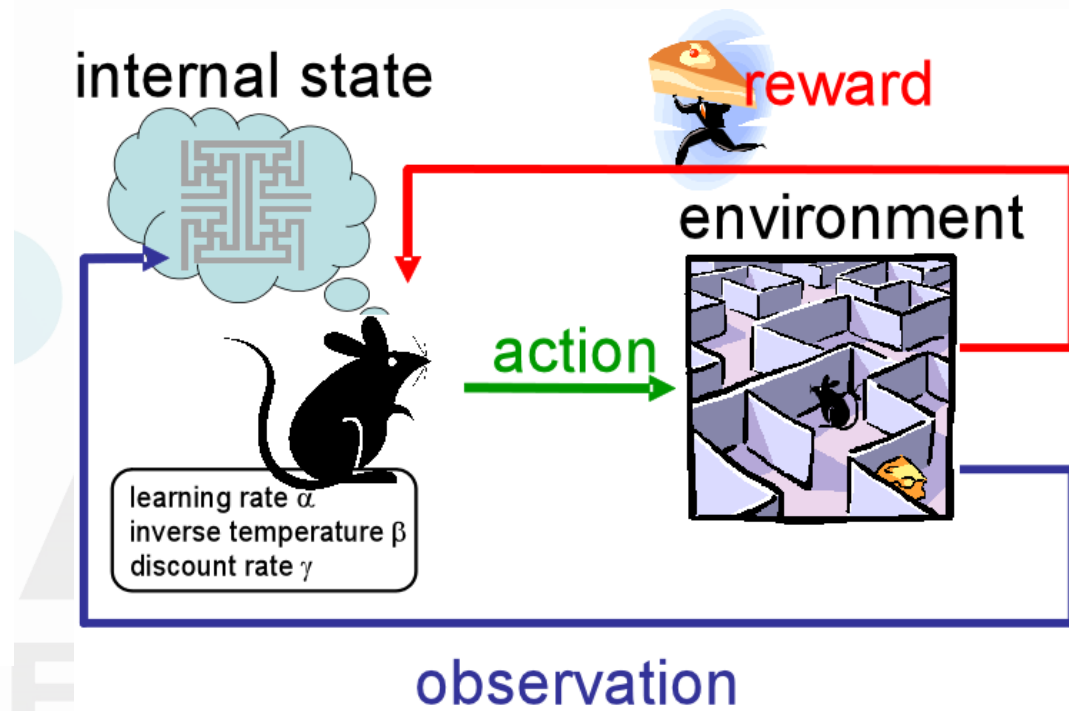 internal state
reward
environment
action
learning rate α
inverse temperature β
discount rate γ
observation